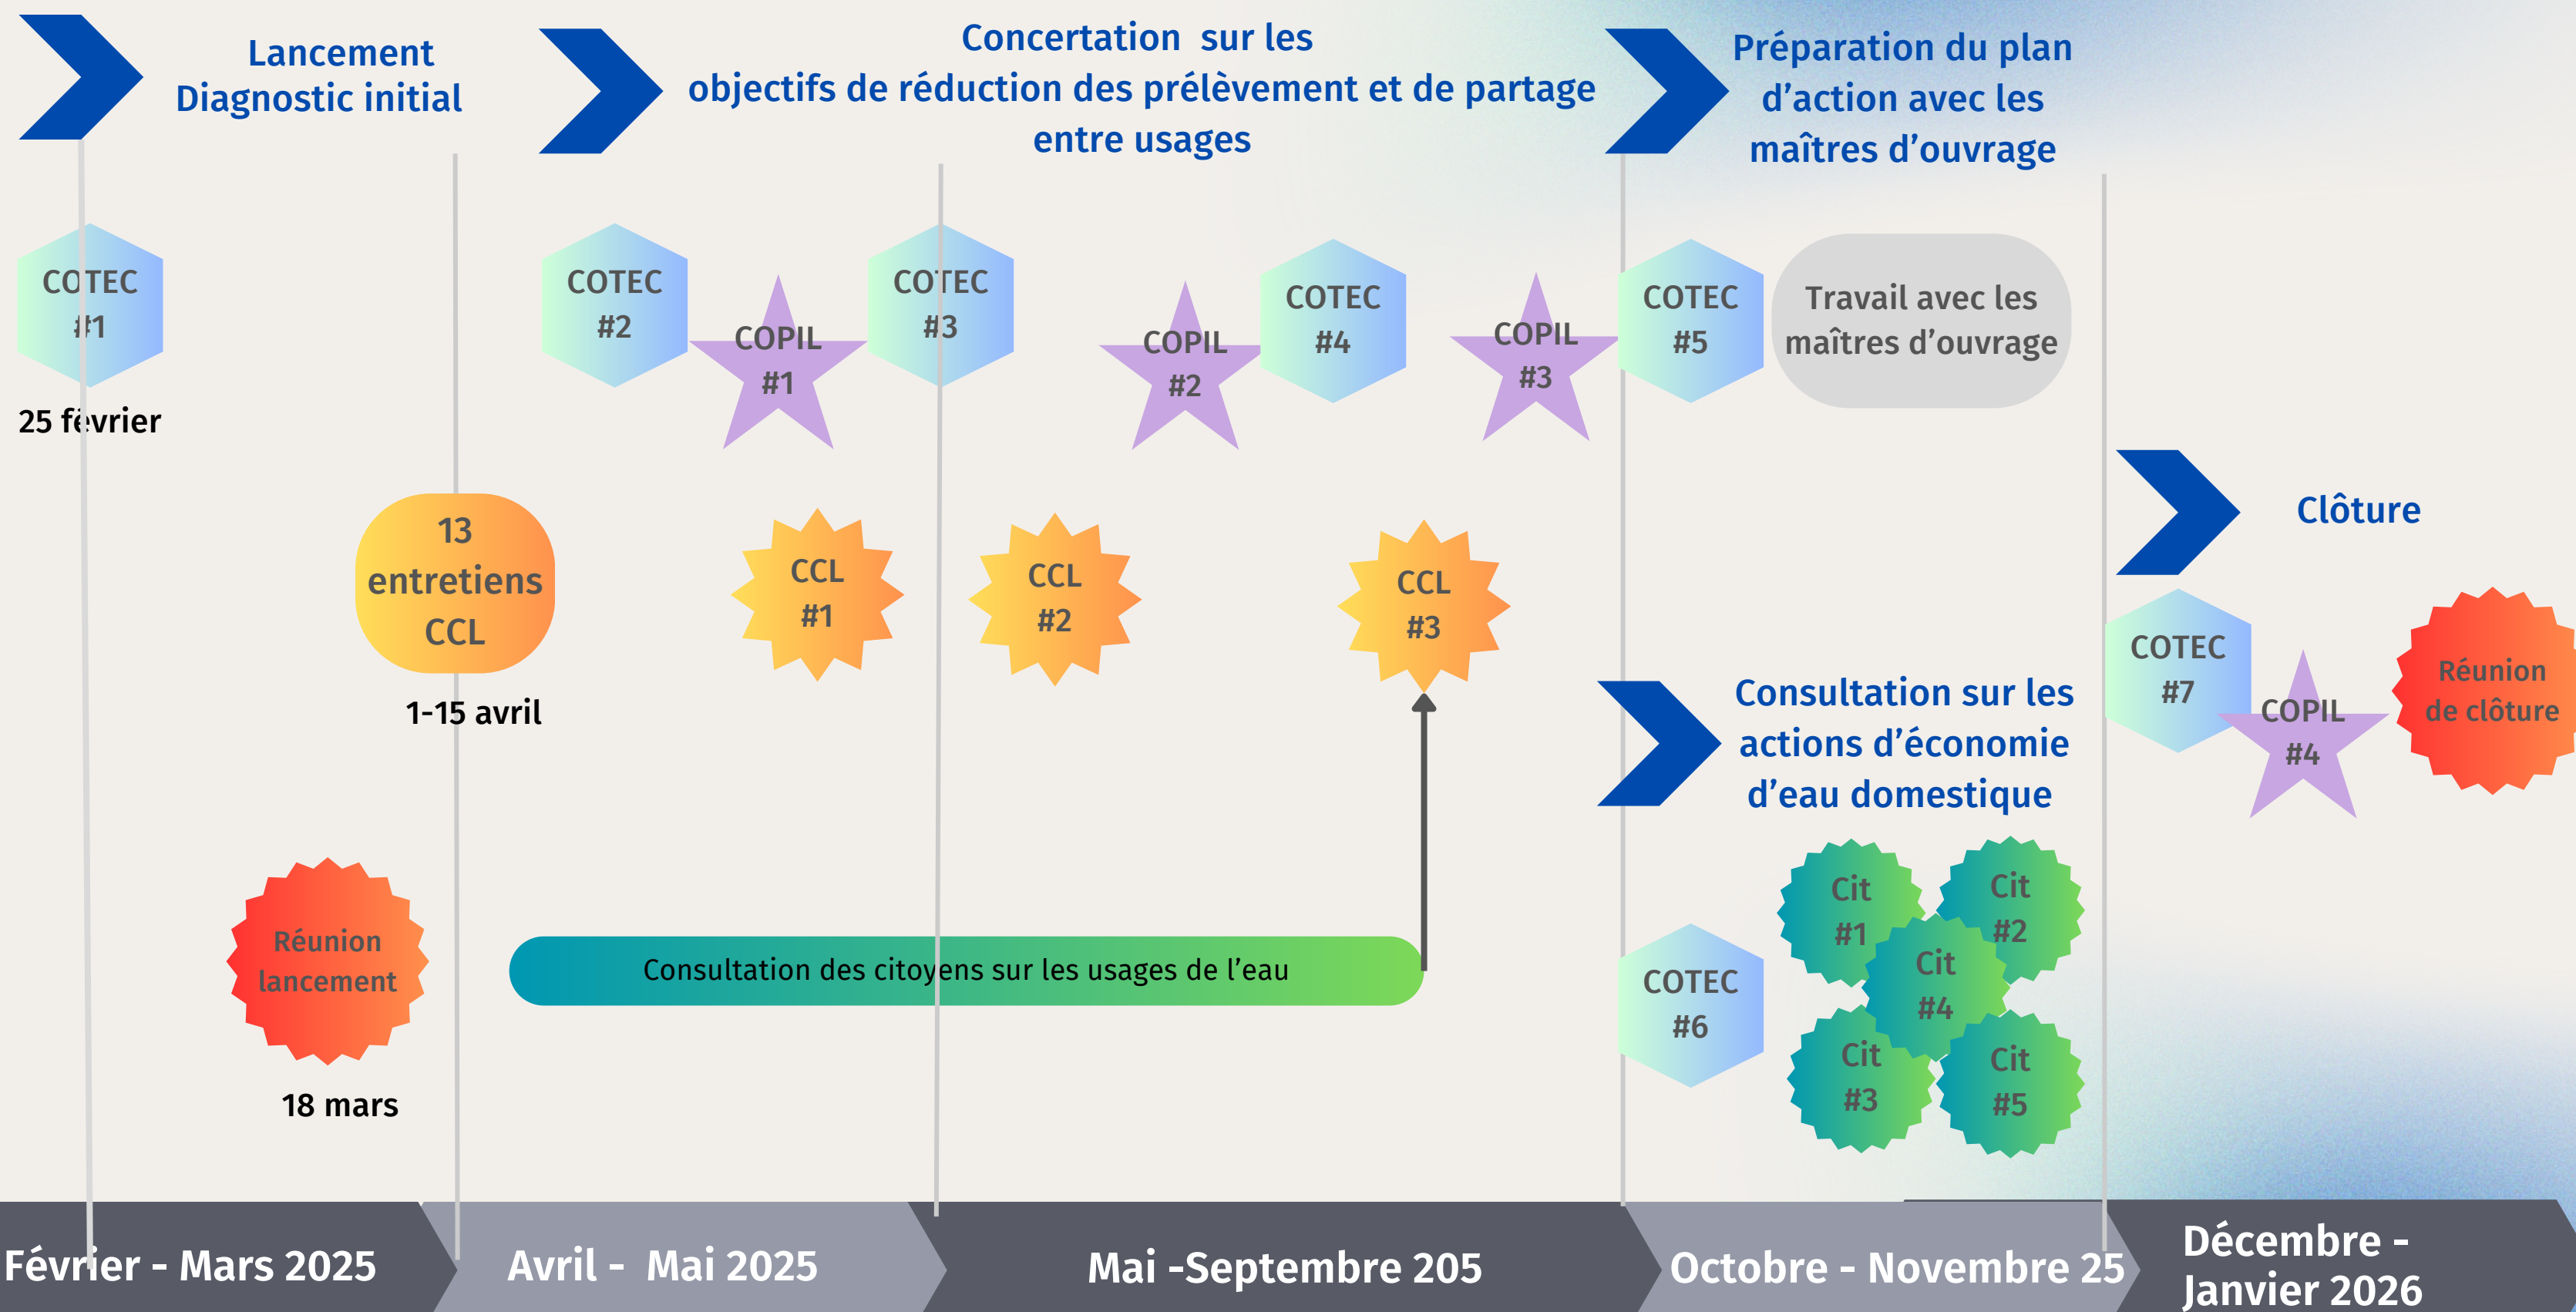 Lancement
Diagnostic initial
Concertation  sur les
objectifs de réduction des prélèvement et de partage
entre usages
Préparation du plan
d'action avec les
maîtres d'ouvrage
COTEC
#1
25 février
COTEC
#2
COPIL
#1
COTEC
#3
COPIL
#2
COTEC
#4
COPIL
#3
COTEC
#5
Travail avec les
maîtres d'ouvrage
13
entretiens
CCL
1-15 avril
CCL
#1
CCL
#2
CCL
#3
Clôture
COTEC
#7
COPIL
#4
Réunion
de clôture
Consultation sur les
actions d'économie
d'eau domestique
Réunion
lancement
18 mars
Consultation des citoyens sur les usages de l'eau
COTEC
#6
Cit
#1
Cit
#2
Cit
#4
Cit
#3
Cit
#5
Février - Mars 2025
Avril -  Mai 2025
Mai -Septembre 205
Octobre - Novembre 25
Décembre -
Janvier 2026